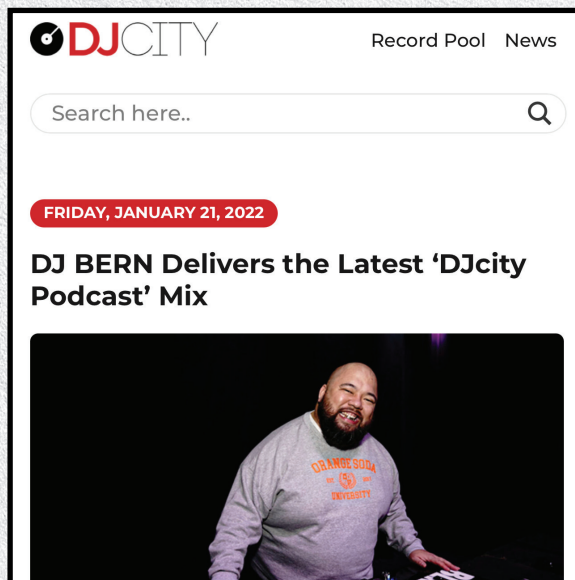 DJCITY
Record Pool News
Search here..
FRIDAY, JANUARY 21, 2022
DJ BERN Delivers the Latest ‘DJcity
Podcast’ Mix
ORANGE SODA
UNIVERSITY